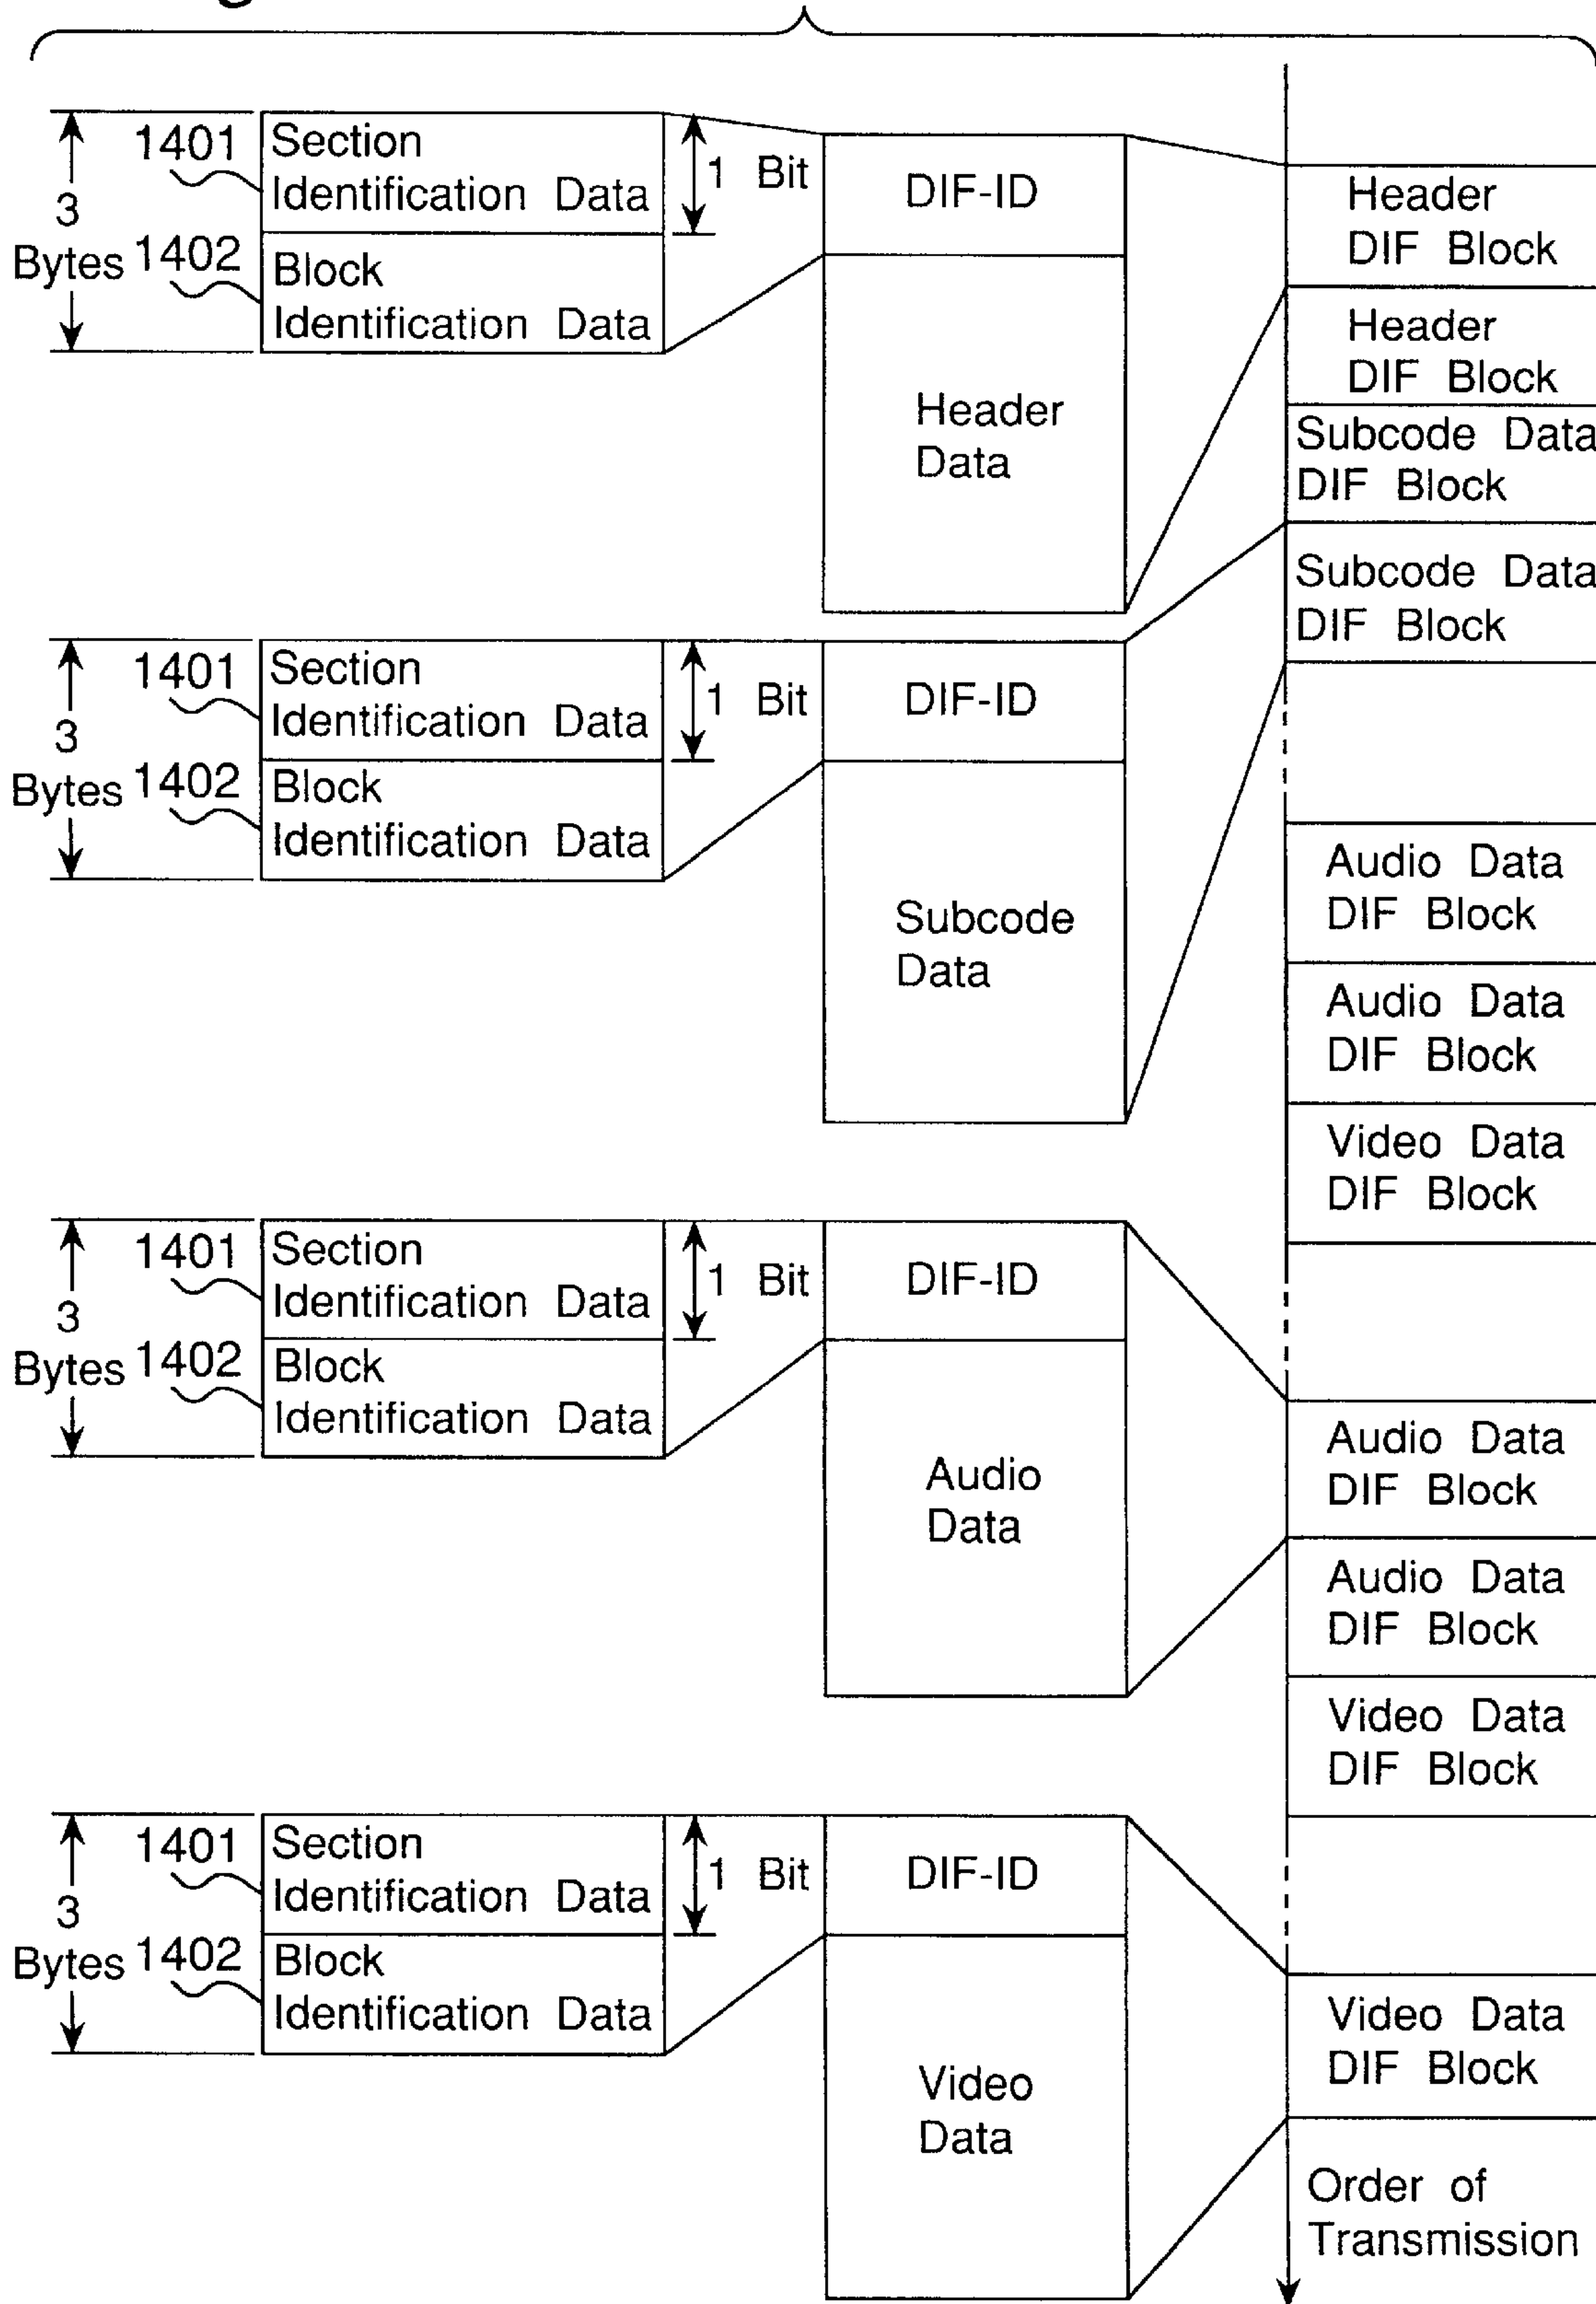 1401
Section
Identification Data
1402
Block
Identification Data
3
Bytes
1 Bit
DIF-ID
Header
Data
Header
DIF Block
Header
DIF Block
Subcode Data
DIF Block
Subcode Data
DIF Block
1401
Section
Identification Data
1402
Block
Identification Data
3
Bytes
1 Bit
DIF-ID
Subcode
Data
Audio Data
DIF Block
Audio Data
DIF Block
Video Data
DIF Block
1401
Section
Identification Data
1402
Block
Identification Data
3
Bytes
1 Bit
DIF-ID
Audio
Data
Audio Data
DIF Block
Audio Data
DIF Block
Video Data
DIF Block
1401
Section
Identification Data
1402
Block
Identification Data
3
Bytes
1 Bit
DIF-ID
Video
Data
Video Data
DIF Block
Order of
Transmission